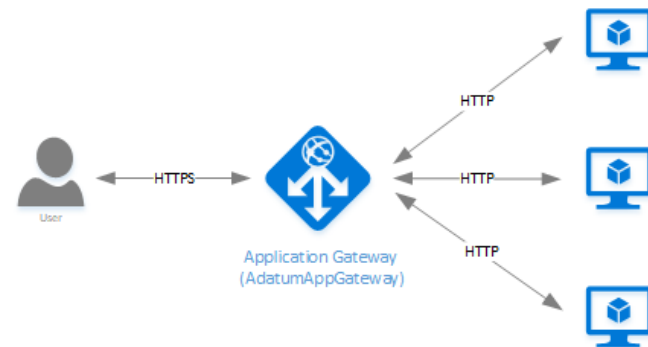 HTTP
HTTPS
HTTP
User
HTTP
Application Gateway
(AdatumAppGateway)